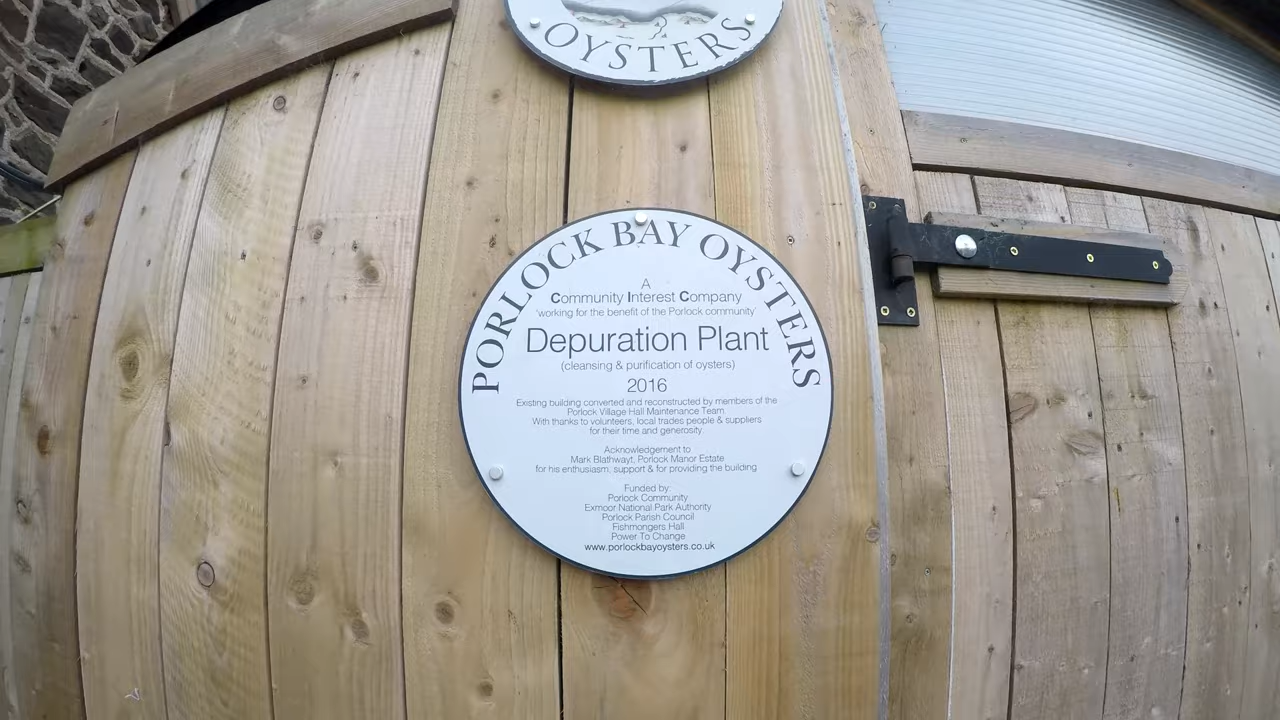 OYSTERS
PORLOCK BAY OYSTERS
A
Community Interest Company
'working for the benefit of the Porlock community'
Depuration Plant
(cleansing & purification of oysters)
2016
Existing building converted and reconstructed by members of the
Porlock Village Hall Maintenance Team.
With thanks to volunteers, local trades people & suppliers
for their time and generosity.
Acknowledgement to
Mark Blathwayt, Porlock Manor Estate
for his enthusiasm, support & for providing the building
Funded by:
Porlock Community
Exmoor National Park Authority
Porlock Parish Council
Fishmongers Hall
Power To Change
www.porlockbayoysters.co.uk